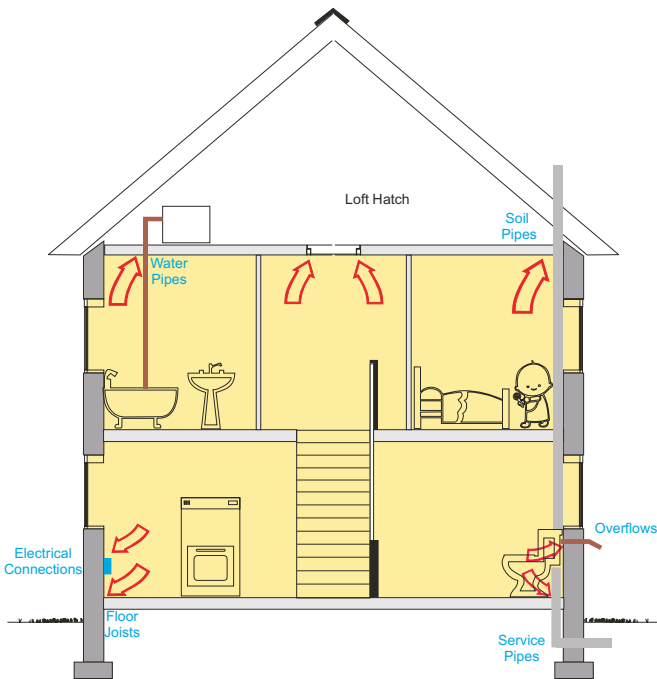 Loft Hatch
Soil
Pipes
Water
Pipes
Overflows
Electrical
Connections
Floor
Joists
Service
Pipes